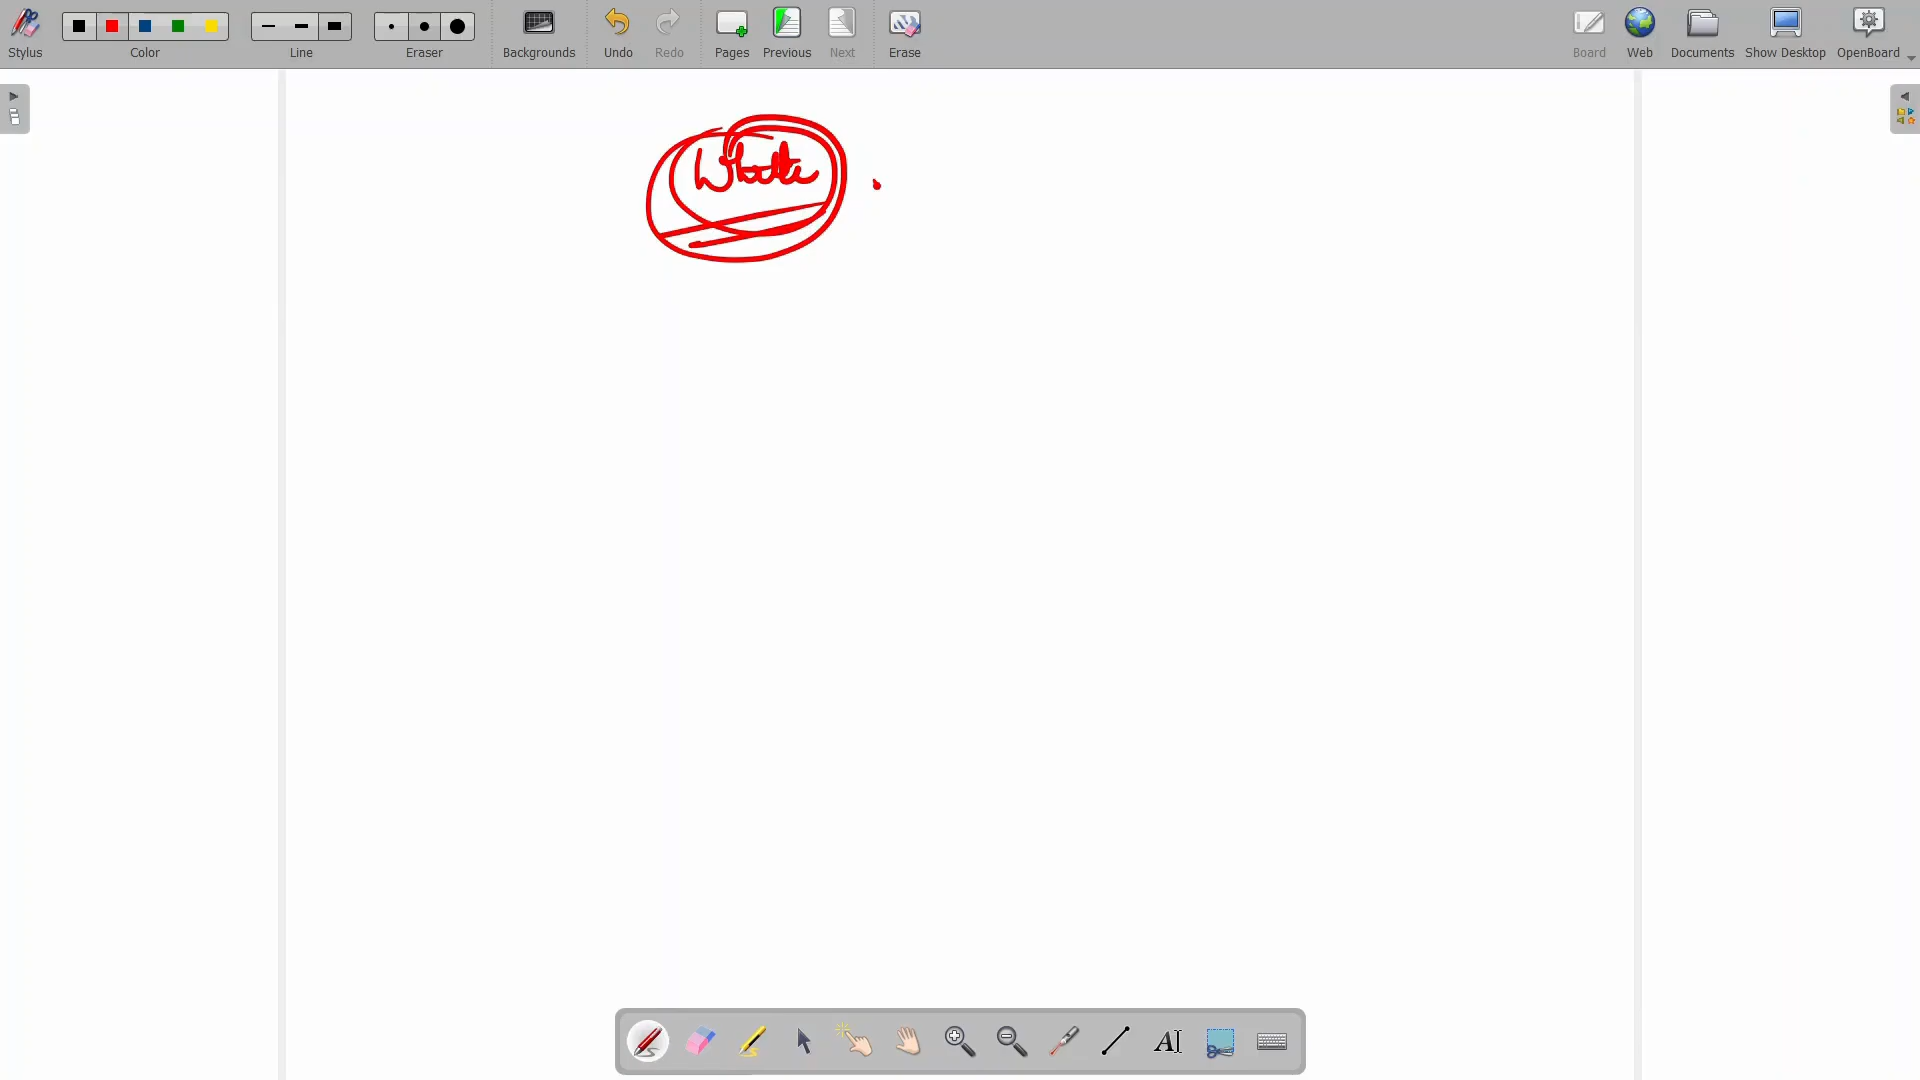 Stylus
Color
Line
Eraser
Backgrounds
Undo
Redo
Pages
Previous
Next
Erase
Board
Web
Documents
Show Desktop
OpenBoard